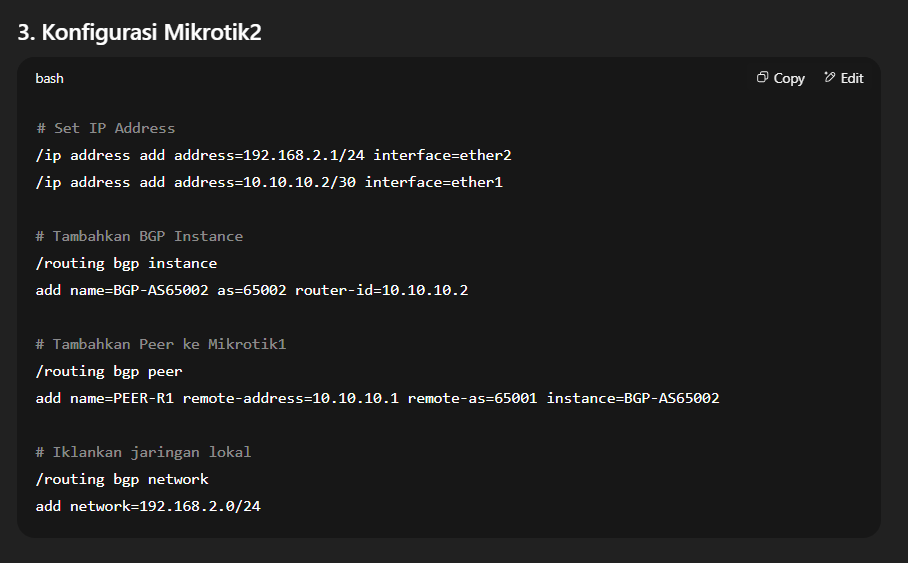 3. Konfigurasi Mikrotik2
bash
Copy
Edit
# Set IP Address
/ip address add address=192.168.2.1/24 interface=ether2
/ip address add address=10.10.10.2/30 interface=ether1
# Tambahkan BGP Instance
/routing bgp instance
add name=BGP-AS65002 as=65002 router-id=10.10.10.2
# Tambahkan Peer ke Mikrotik1
/routing bgp peer
add name=PEER-R1 remote-address=10.10.10.1 remote-as=65001 instance=BGP-AS65002
# Iklankan jaringan lokal
/routing bgp network
add network=192.168.2.0/24